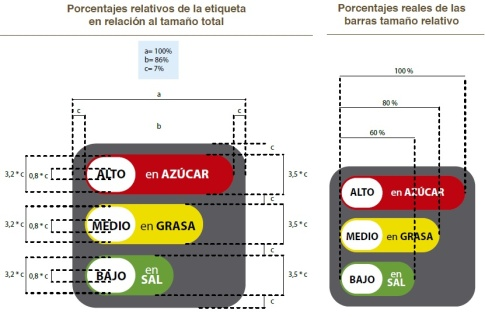 Porcentajes relativos de la etiqueta
en relación al tamaño total
a= 100%
b= 86%
c= 7%
a
c
c
b
c
3,2 * c
0,8 * c
ALTO
en AZÚCAR
3,5 * c
c
3,2 * c
0,8 * c
MEDIO
en GRASA
3,5 * c
c
3,2 * c
0,8 * c
BAJO
en
SAL
3,5 * c
c
Porcentajes reales de las
barras tamaño relativo
100 %
80 %
60 %
ALTO
en AZÚCAR
MEDIO
en GRASA
BAJO
en
SAL